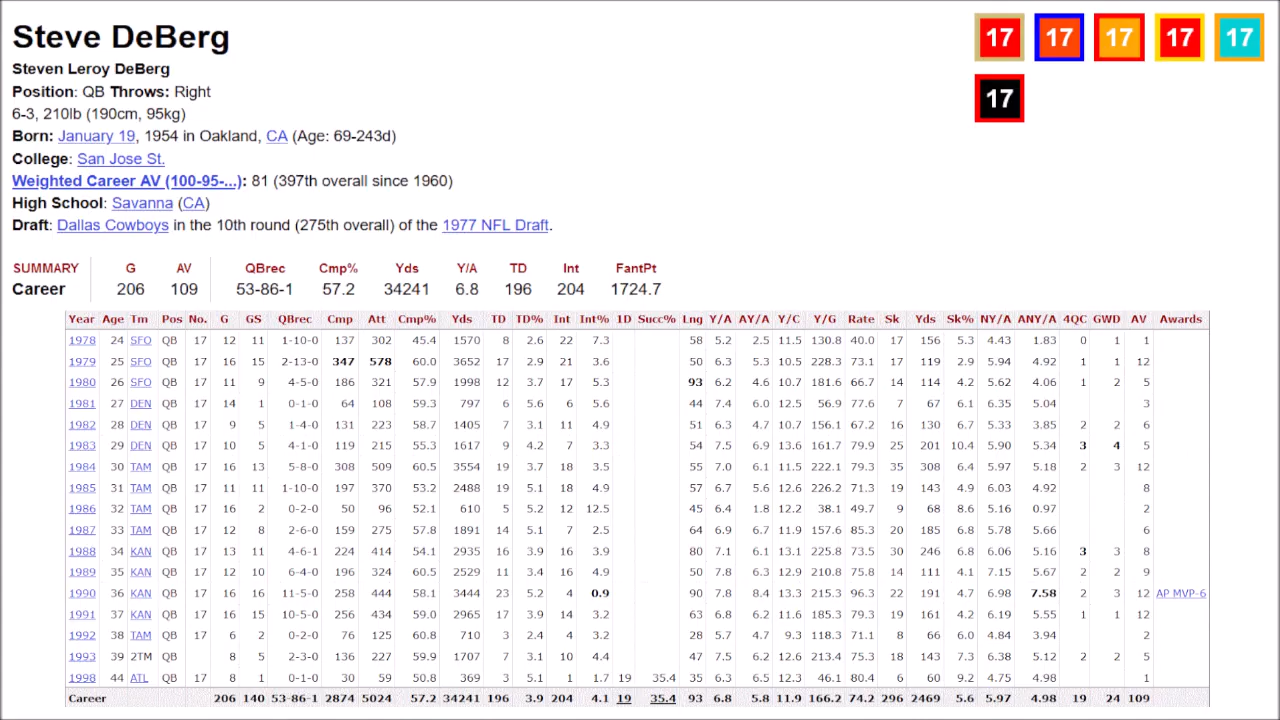 Steve DeBerg
17 17 17 17 17
17
Steven Leroy DeBerg
Position: QB Throws: Right
6-3, 210lb (190cm, 95kg)
Born: January 19, 1954 in Oakland, CA (Age: 69-243d)
College: San Jose St.
Weighted Career AV (100-95-...): 81 (397th overall since 1960)
High School: Savanna (CA)
Draft: Dallas Cowboys in the 10th round (275th overall) of the 1977 NFL Draft.
SUMMARY G AV QBrec Cmp% Yds Y/A TD Int FantPt
Career 206 109 53-86-1 57.2 34241 6.8 196 204 1724.7
Year Age Tm Pos No. G GS QBrec Cmp Att Cmp% Yds TD TD% Int Int% 1D Succ% Lng Y/A AY/A Y/C Y/G Rate Sk Yds Sk% NY/A ANY/A 4QC GWD AV Awards
1978 24 SFO QB 17 12 11 1-10-0 137 302 45.4 1570 8 2.6 22 7.3 58 5.2 2.5 11.5 130.8 40.0 17 156 5.3 4.43 1.83 0 1 1
1979 25 SFO QB 17 16 15 2-13-0 347 578 60.0 3652 17 2.9 21 3.6 50 6.3 5.3 10.5 228.3 73.1 17 119 2.9 5.94 4.92 1 1 12
1980 26 SFO QB 17 11 9 4-5-0 186 321 57.9 1998 12 3.7 17 5.3 93 6.2 4.6 10.7 181.6 66.7 14 114 4.2 5.62 4.06 1 2 5
1981 27 DEN QB 17 14 1 0-1-0 64 108 59.3 797 6 5.6 6 5.6 44 7.4 6.0 12.5 56.9 77.6 7 67 6.1 6.35 5.04 3
1982 28 DEN QB 17 9 5 1-4-0 131 223 58.7 1405 7 3.1 11 4.9 51 6.3 4.7 10.7 156.1 67.2 16 130 6.7 5.33 3.85 2 2 6
1983 29 DEN QB 17 10 5 4-1-0 119 215 55.3 1617 9 4.2 7 3.3 54 7.5 6.9 13.6 161.7 79.9 25 201 10.4 5.90 5.34 3 4 5
1984 30 TAM QB 17 16 13 5-8-0 308 509 60.5 3554 19 3.7 18 3.5 55 7.0 6.1 11.5 222.1 79.3 35 308 6.4 5.97 5.18 2 3 12
1985 31 TAM QB 17 11 11 1-10-0 197 370 53.2 2488 19 5.1 18 4.9 57 6.7 5.6 12.6 226.2 71.3 19 143 4.9 6.03 4.92 8
1986 32 TAM QB 17 16 2 0-2-0 50 96 52.1 610 5 5.2 12 12.5 45 6.4 1.8 12.2 38.1 49.7 9 68 8.6 5.16 0.97 2
1987 33 TAM QB 17 12 8 2-6-0 159 275 57.8 1891 14 5.1 7 2.5 64 6.9 6.7 11.9 157.6 85.3 20 185 6.8 5.78 5.66 6
1988 34 KAN QB 17 13 11 4-6-1 224 414 54.1 2935 16 3.9 16 3.9 80 7.1 6.1 13.1 225.8 73.5 30 246 6.8 6.06 5.16 3 3 8
1989 35 KAN QB 17 12 10 6-4-0 196 324 60.5 2529 11 3.4 16 4.9 50 7.8 6.3 12.9 210.8 75.8 14 111 4.1 7.15 5.67 2 2 9
1990 36 KAN QB 17 16 16 11-5-0 258 444 58.1 3444 23 5.2 4 0.9 90 7.8 8.4 13.3 215.3 96.3 22 191 4.7 6.98 7.58 2 3 12 AP MVP-6
1991 37 KAN QB 17 16 15 10-5-0 256 434 59.0 2965 17 3.9 14 3.2 63 6.8 6.2 11.6 185.3 79.3 19 161 4.2 6.19 5.55 1 1 12
1992 38 TAM QB 17 6 2 0-2-0 76 125 60.8 710 3 2.4 4 3.2 28 5.7 4.7 9.3 118.3 71.1 8 66 6.0 4.84 3.94 2
1993 39 2TM QB 8 5 2-3-0 136 227 59.9 1707 7 3.1 10 4.4 47 7.5 6.2 12.6 213.4 75.3 18 143 7.3 6.38 5.12 2 2 5
1998 44 ATL QB 17 8 1 0-1-0 30 59 50.8 369 3 5.1 1 1.7 19 35.4 35 6.3 6.5 12.3 46.1 80.4 6 60 9.2 4.75 4.98 1
Career 206 140 53-86-1 2874 5024 57.2 34241 196 3.9 204 4.1 19 35.4 93 6.8 5.8 11.9 166.2 74.2 296 2469 5.6 5.97 4.98 19 24 109